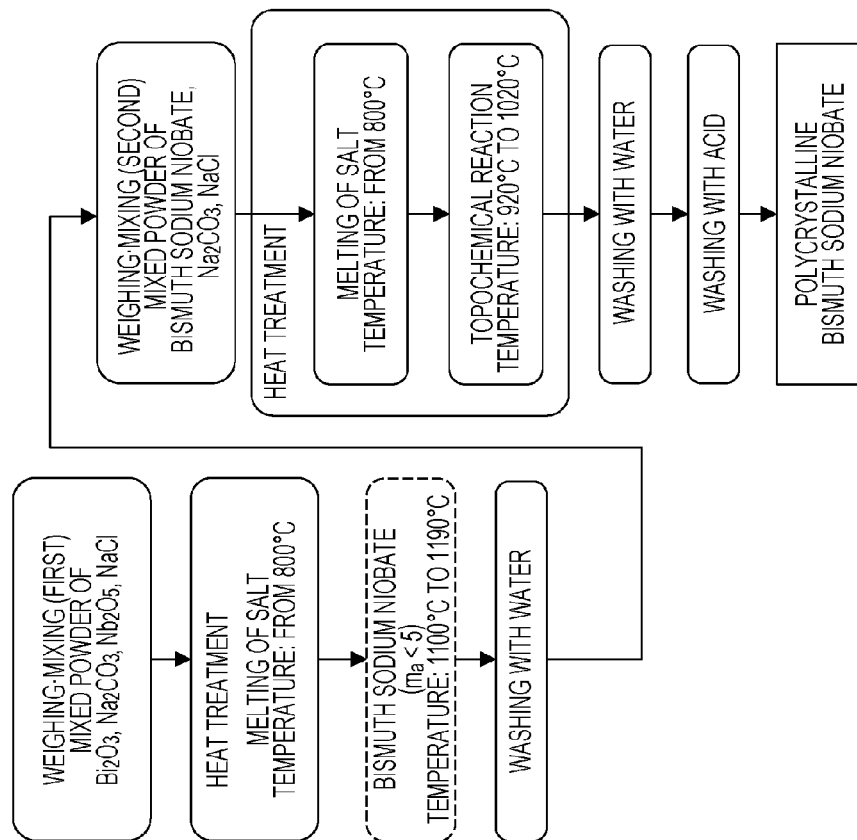 WEIGHING·MIXING (FIRST)
MIXED POWDER OF
Bi2O3, Na2CO3, Nb2O5, NaCl
HEAT TREATMENT
MELTING OF SALT
TEMPERATURE: FROM 800°C
BISMUTH SODIUM NIOBATE
(ma < 5)
TEMPERATURE: 1100°C TO 1190°C
WASHING WITH WATER
WEIGHING·MIXING (SECOND)
MIXED POWDER OF
BISMUTH SODIUM NIOBATE,
Na2CO3, NaCl
HEAT TREATMENT
MELTING OF SALT
TEMPERATURE: FROM 800°C
TOPOCHEMICAL REACTION
TEMPERATURE: 920°C TO 1020°C
WASHING WITH WATER
WASHING WITH ACID
POLYCRYSTALLINE
BISMUTH SODIUM NIOBATE